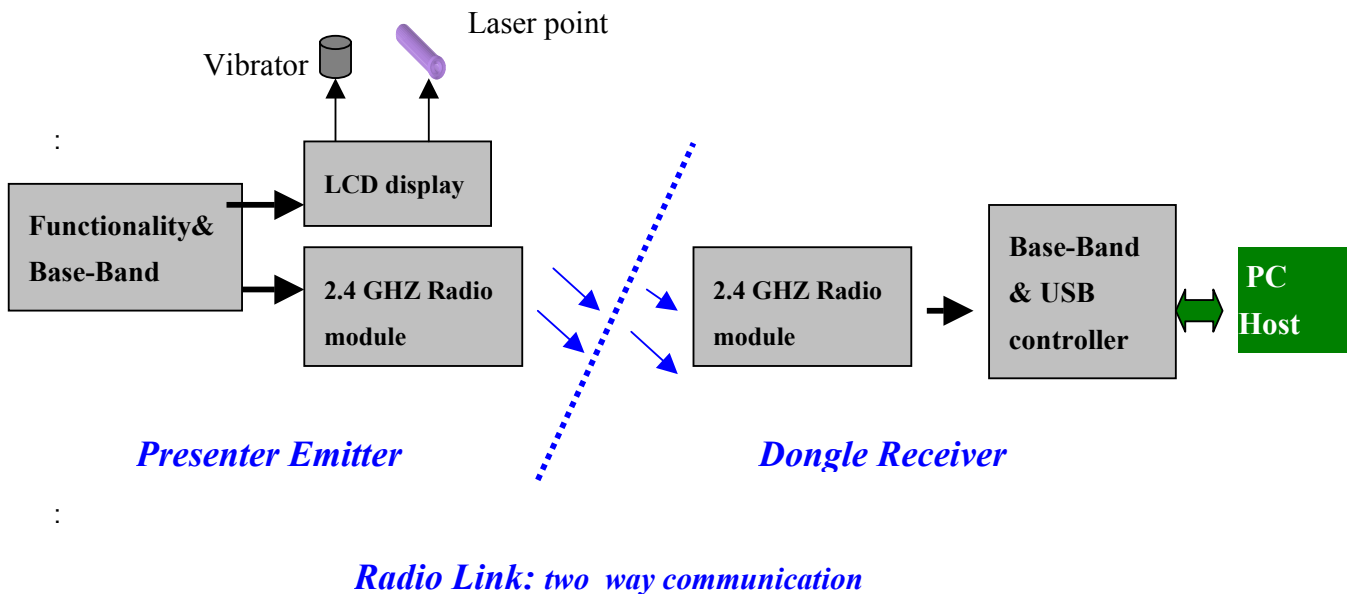 Laser point
Vibrator
:
LCD display
Functionality&
Base-Band
2.4 GHZ Radio
module
2.4 GHZ Radio
module
Base-Band
& USB
controller
PC
Host
Presenter Emitter
Dongle Receiver
:
Radio Link: two way communication